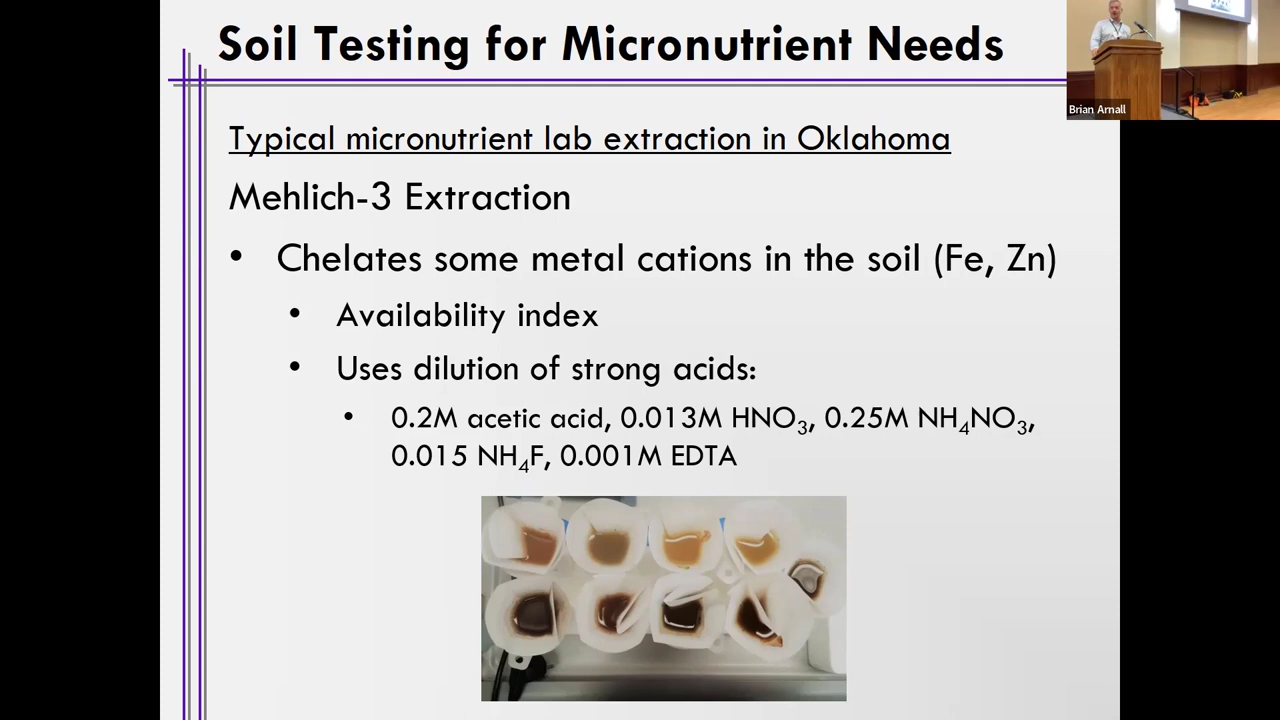 Soil Testing for Micronutrient Needs
Brian Arnall
Typical micronutrient lab extraction in Oklahoma
Mehlich-3 Extraction
• Chelates some metal cations in the soil (Fe, Zn)
• Availability index
• Uses dilution of strong acids:
• 0.2M acetic acid, 0.013M HNO₃, 0.25M NH₄NO₃,
0.015 NH₄F, 0.001M EDTA